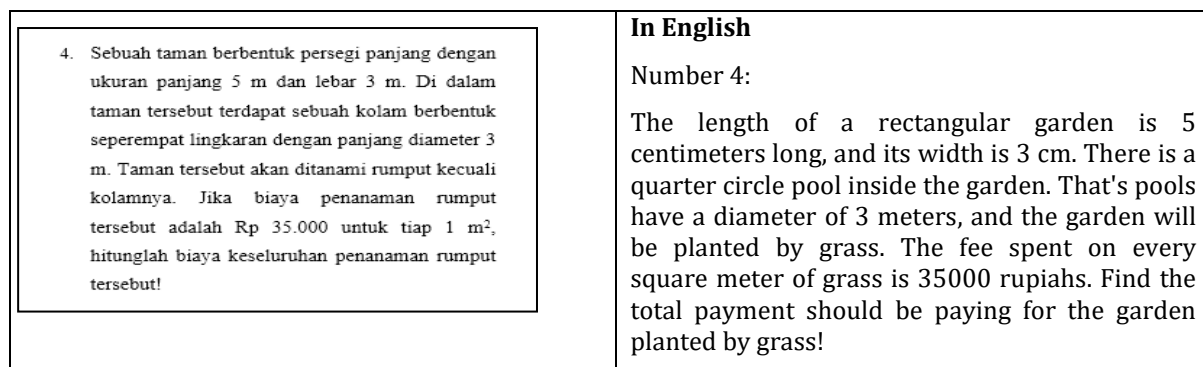 4. Sebuah taman berbentuk persegi panjang dengan
ukuran panjang 5 m dan lebar 3 m. Di dalam
taman tersebut terdapat sebuah kolam berbentuk
seperempat lingkaran dengan panjang diameter 3
m. Taman tersebut akan ditanami rumput kecuali
kolamnya. Jika biaya penanaman rumput
tersebut adalah Rp 35.000 untuk tiap 1 m²,
hitunglah biaya keseluruhan penanaman rumput
tersebut!
In English
Number 4:
The length of a rectangular garden is 5
centimeters long, and its width is 3 cm. There is a
quarter circle pool inside the garden. That's pools
have a diameter of 3 meters, and the garden will
be planted by grass. The fee spent on every
square meter of grass is 35000 rupiahs. Find the
total payment should be paying for the garden
planted by grass!